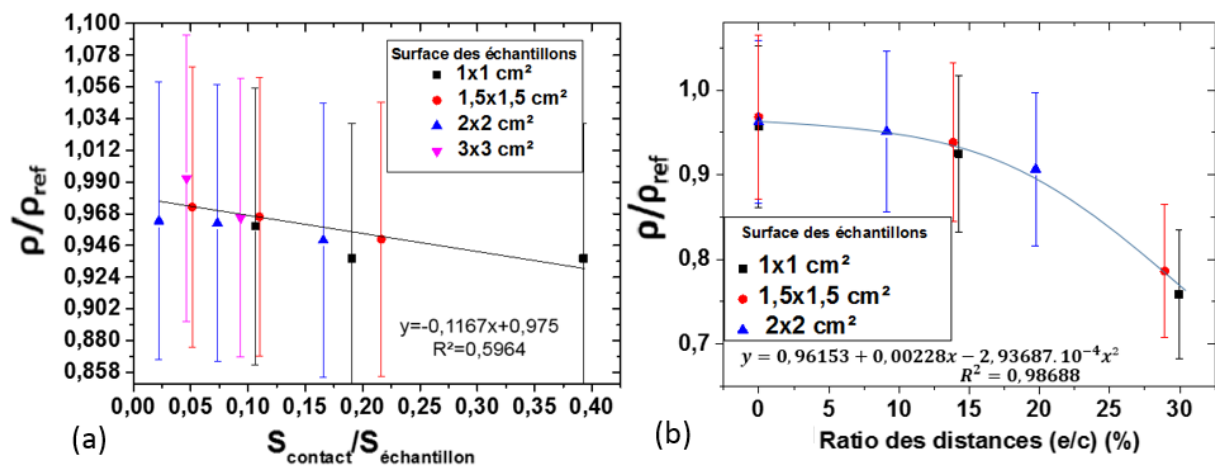 (a)
1,100
1,078
1,056
1,034
1,012
0,990
0,968
0,946
0,924
0,902
0,880
0,858
ρ/ρref
Surface des échantillons
1x1 cm²
1,5x1,5 cm²
2x2 cm²
3x3 cm²
y=-0,1167x+0,975
R²=0,5964
0,00 0,05 0,10 0,15 0,20 0,25 0,30 0,35 0,40
Scontact/Séchantillon
(b)
1,0
0,9
0,8
0,7
ρ/ρref
Surface des échantillons
1x1 cm²
1,5x1,5 cm²
2x2 cm²
y = 0,96153 + 0,00228x − 2,93687.10⁻⁴x²
R² = 0,98688
0 5 10 15 20 25 30
Ratio des distances (e/c) (%)